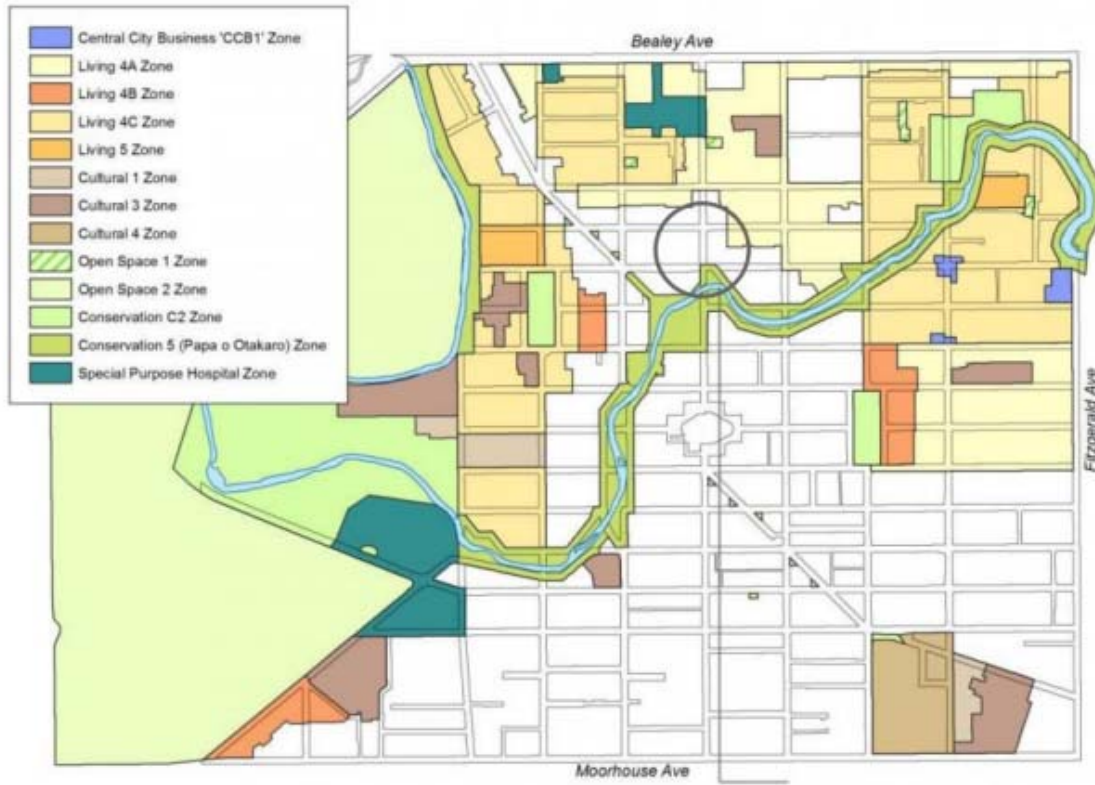 Central City Business 'CCB1' Zone
Living 4A Zone
Living 4B Zone
Living 4C Zone
Living 5 Zone
Cultural 1 Zone
Cultural 3 Zone
Cultural 4 Zone
Open Space 1 Zone
Open Space 2 Zone
Conservation C2 Zone
Conservation 5 (Papa o Otakaro) Zone
Special Purpose Hospital Zone
Bealey Ave
Fitzgerald Ave
Moorhouse Ave